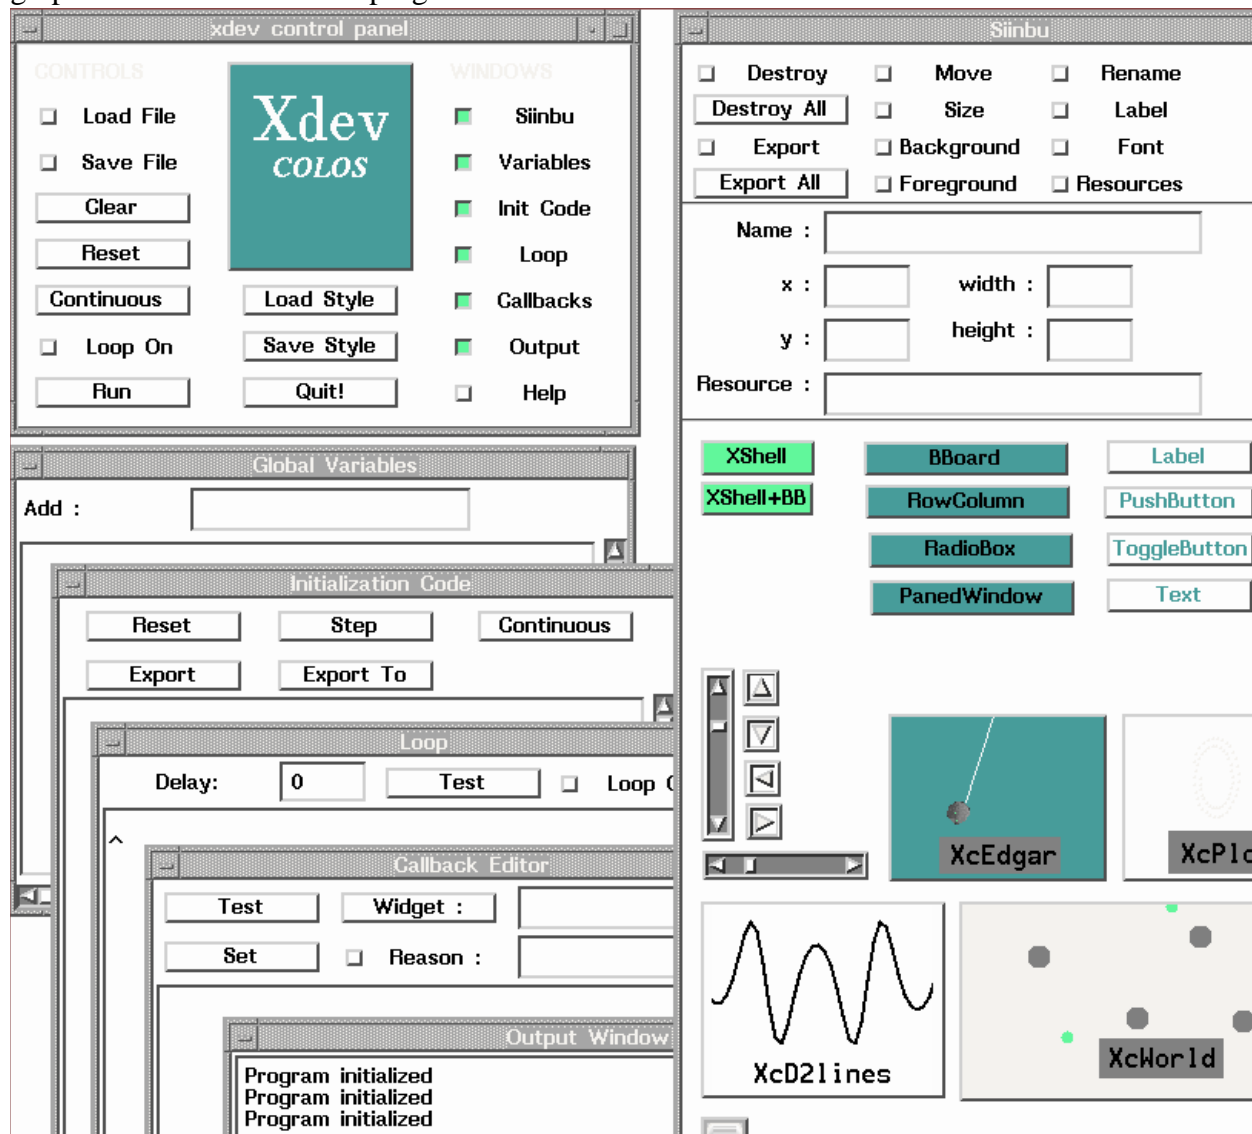 xdev control panel
CONTROLS
WINDOWS
Load File
Save File
Clear
Reset
Continuous
Loop On
Run
Xdev
COLOS
Load Style
Save Style
Quit!
Siinbu
Variables
Init Code
Loop
Callbacks
Output
Help
Global Variables
Add :
Initialization Code
Reset Step Continuous
Export Export To
Loop
Delay: 0 Test Loop
^
Callback Editor
Test Widget :
Set Reason :
Output Window
Program initialized
Program initialized
Program initialized
Siinbu
Destroy Move Rename
Destroy All Size Label
Export Background Font
Export All Foreground Resources
Name :
x : width :
y : height :
Resource :
XShell BBoard Label
XShell+BB RowColumn PushButton
RadioBox ToggleButton
PanedWindow Text
XcEdgar
XcD2lines
XcWorld